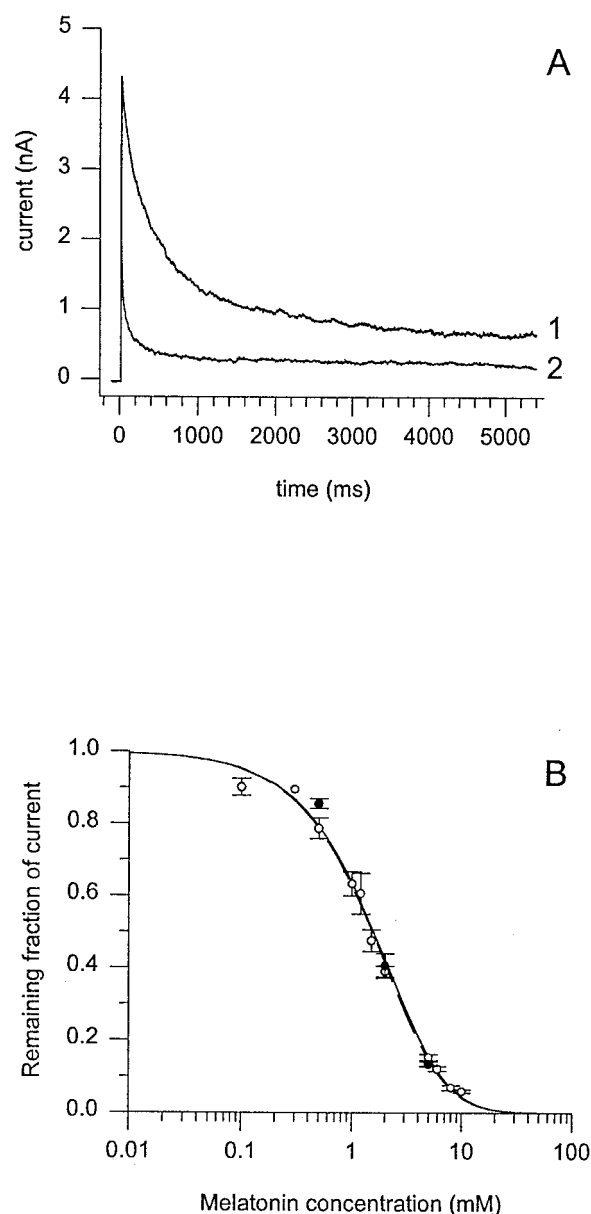 A
5
4
3
2
1
0
current (nA)
1
2
0 1000 2000 3000 4000 5000
time (ms)
B
1.0
0.8
0.6
0.4
0.2
0.0
Remaining fraction of current
0.01 0.1 1 10 100
Melatonin concentration (mM)